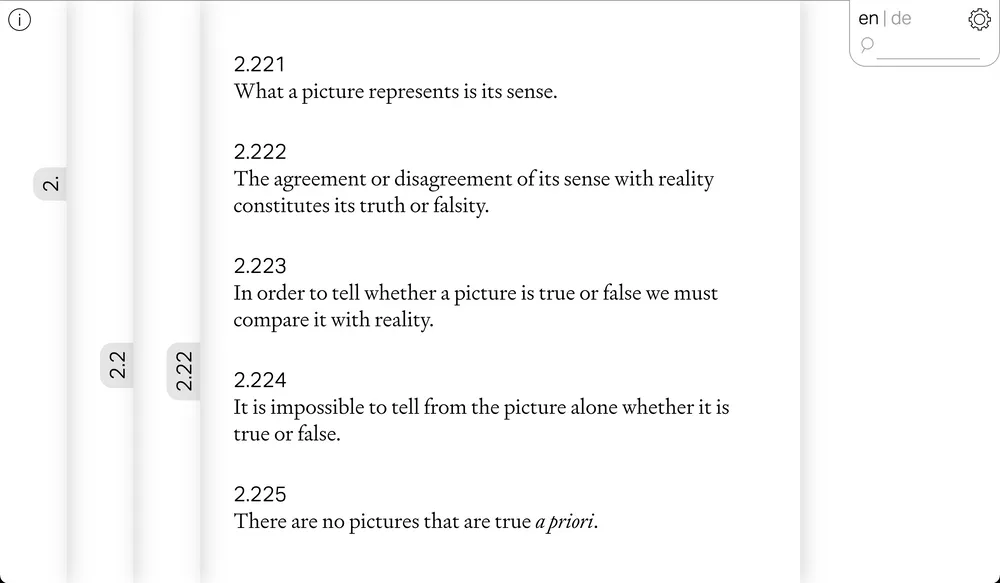 en | de
2.
2.2
2.22
2.221
What a picture represents is its sense.
2.222
The agreement or disagreement of its sense with reality
constitutes its truth or falsity.
2.223
In order to tell whether a picture is true or false we must
compare it with reality.
2.224
It is impossible to tell from the picture alone whether it is
true or false.
2.225
There are no pictures that are true a priori.